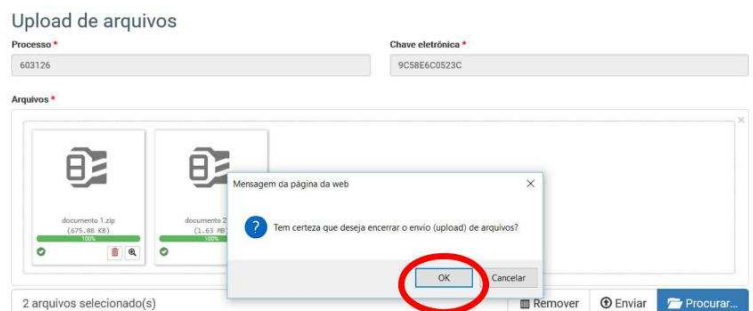 Upload de arquivos
Processo * Chave eletrônica *
603126 9C58E6C0523C
Arquivos *
documento 1.zip
(675.08 KB)
100%
documento 2
(1.63 MB)
100%
Mensagem da página da web
Tem certeza que deseja encerrar o envio (upload) de arquivos?
OK Cancelar
2 arquivos selecionado(s) Remover Enviar Procurar...